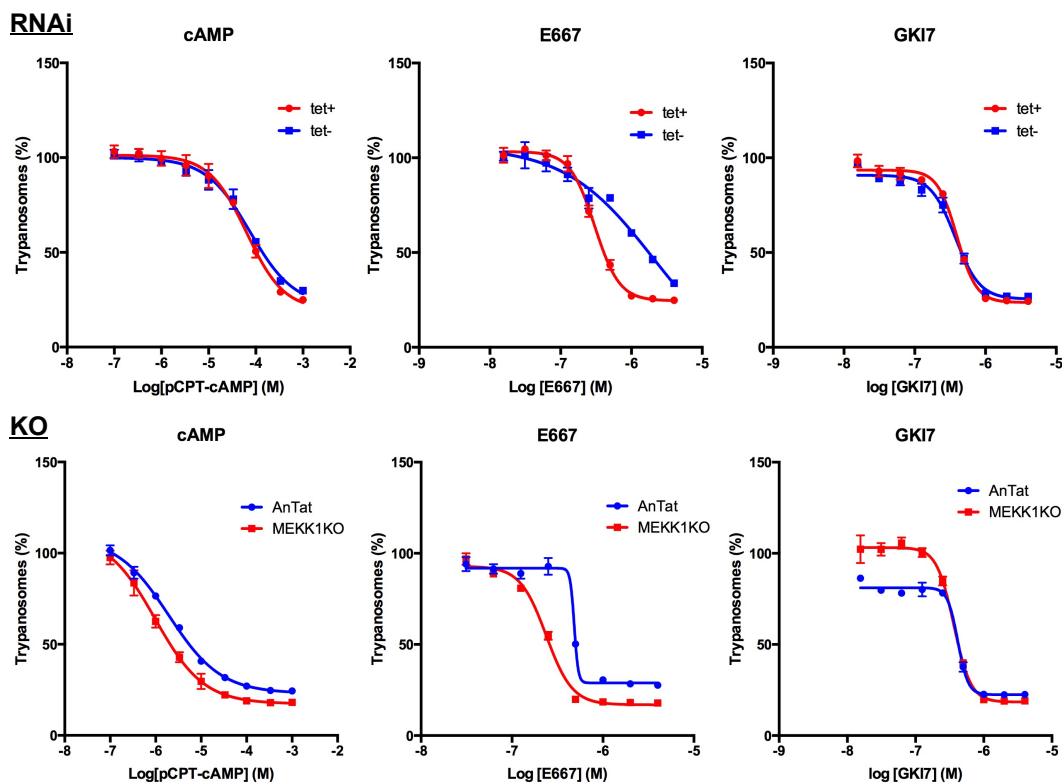 RNAi
cAMP
E667
GKI7
150
100
50
0
Trypanosomes (%)
-8 -7 -6 -5 -4 -3 -2
Log[pCPT-cAMP] (M)
tet+
tet-
150
100
50
0
Trypanosomes (%)
-9 -8 -7 -6 -5
Log [E667] (M)
tet+
tet-
150
100
50
0
Trypanosomes (%)
-8 -7 -6 -5
log [GKI7] (M)
tet+
tet-
KO
cAMP
E667
GKI7
150
100
50
0
Trypanosomes (%)
-8 -7 -6 -5 -4 -3 -2
Log[pCPT-cAMP] (M)
AnTat
MEKK1KO
150
100
50
0
Trypanosomes (%)
-8 -7 -6 -5
Log [E667] (M)
AnTat
MEKK1KO
150
100
50
0
Trypanosomes (%)
-8 -7 -6 -5
log [GKI7] (M)
AnTat
MEKK1KO